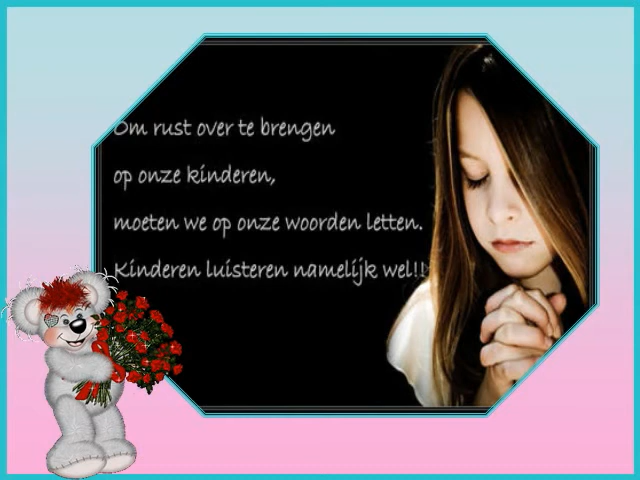 Om rust over te brengen
op onze kinderen,
moeten we op onze woorden letten.
Kinderen luisteren namelijk wel!!